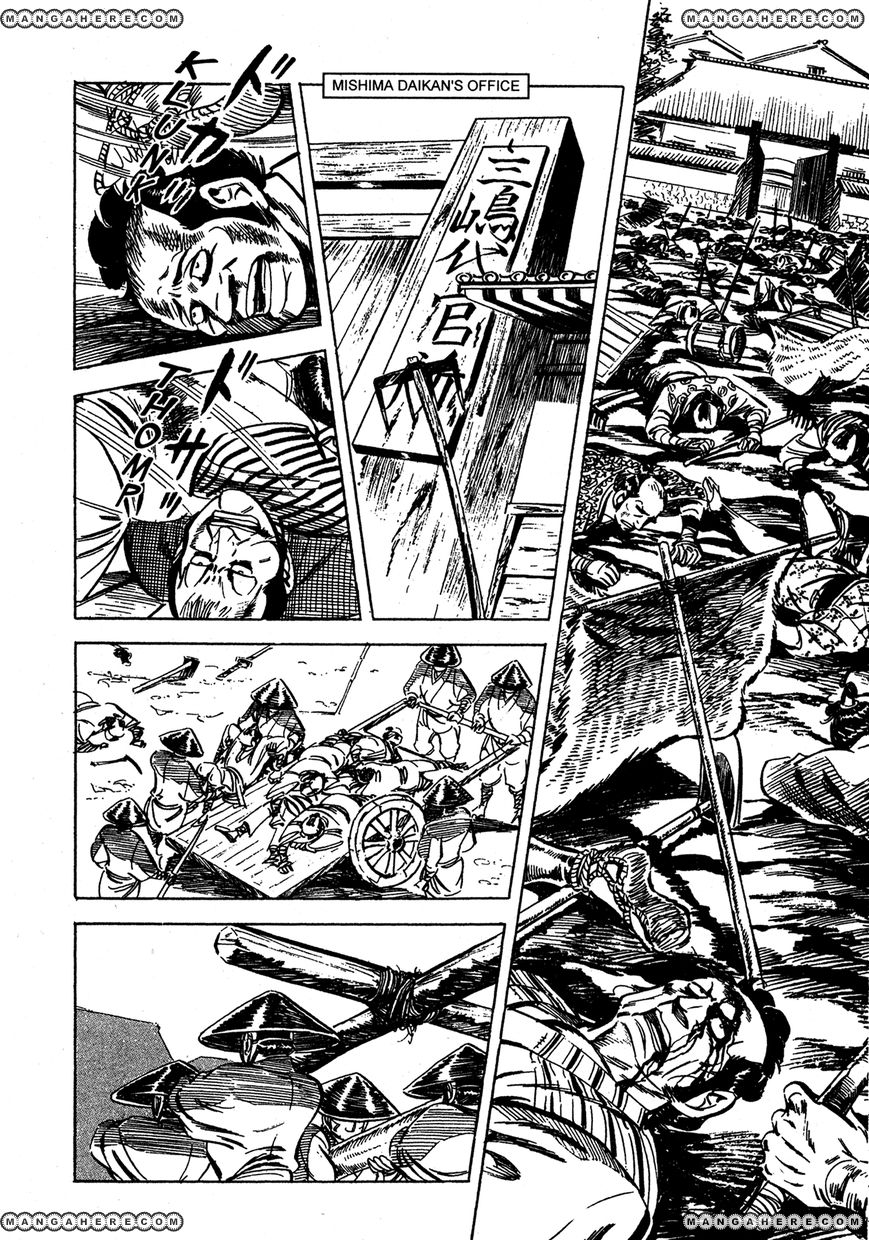 MANGAHERE.COM
MANGAHERE.COM
MISHIMA DAIKAN'S OFFICE
三嶋代官
ドカッ
KLUNK
ドサッ
THOMP
MANGAHERE.COM
MANGAHERE.COM